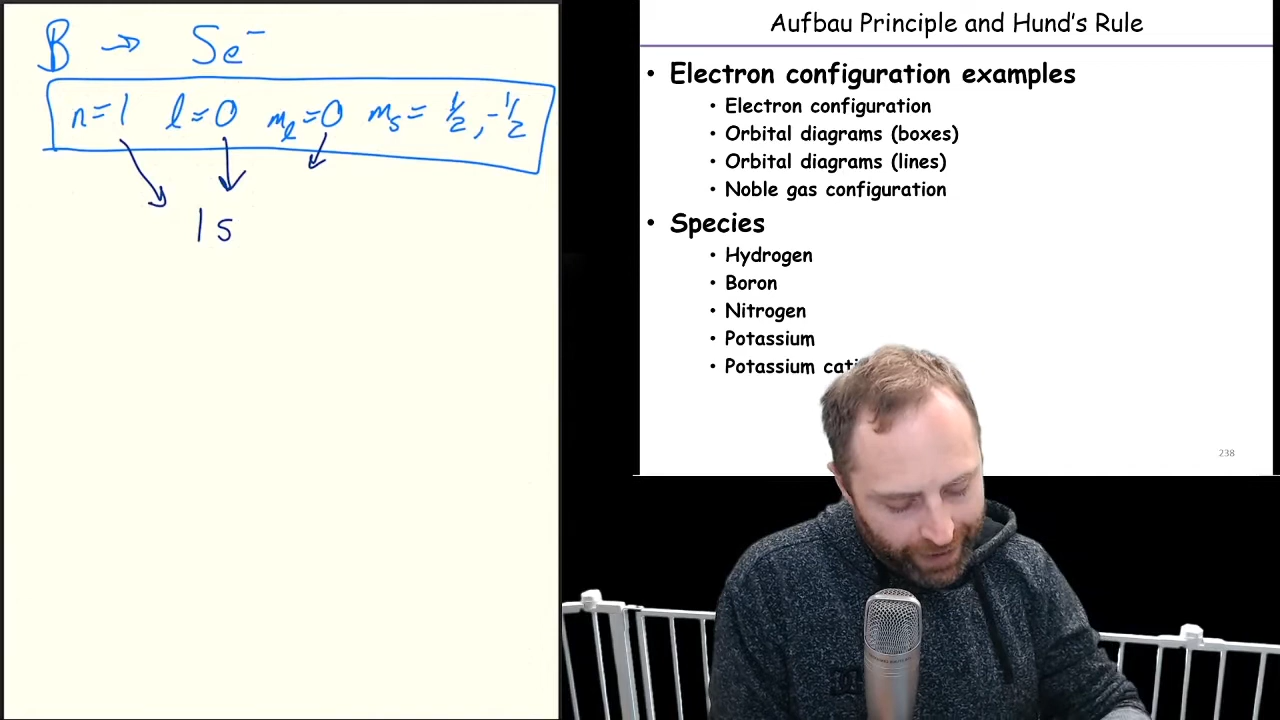 B → 5e⁻
n=1 l=0 mₗ=0 mₛ= ½, -½
1s
Aufbau Principle and Hund's Rule
• Electron configuration examples
• Electron configuration
• Orbital diagrams (boxes)
• Orbital diagrams (lines)
• Noble gas configuration
• Species
• Hydrogen
• Boron
• Nitrogen
• Potassium
• Potassium
238